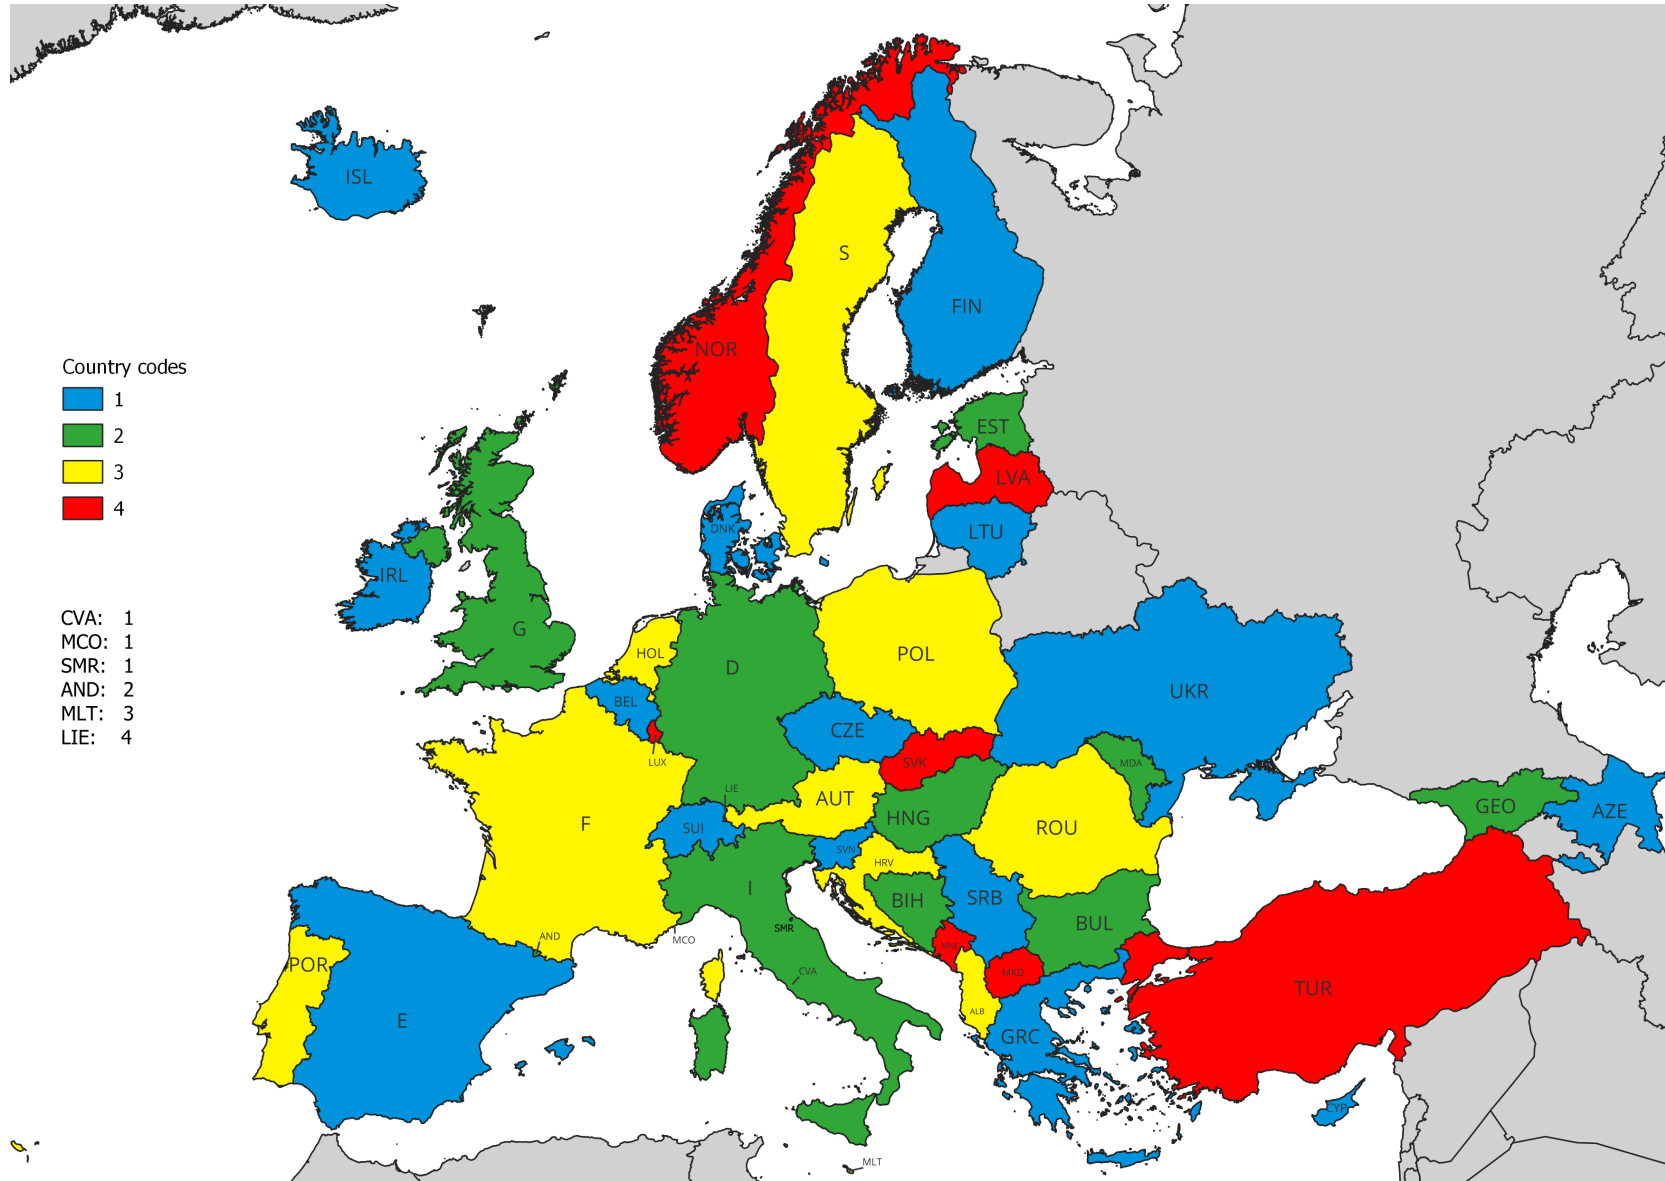 ISL
S
FIN
NOR
Country codes
1
2
3
4
EST
LVA
LTU
DNK
IRL
G
CVA: 1
MCO: 1
SMR: 1
AND: 2
MLT: 3
LIE: 4
HOL
D
POL
BEL
UKR
CZE
LUX
SVK
MDA
LIE
AUT
HNG
ROU
GEO
AZE
F
SUI
SVN
HRV
I
BIH
SRB
BUL
SMR
AND
MCO
POR
CVA
MKD
TUR
ALB
E
GRC
CYP
MLT